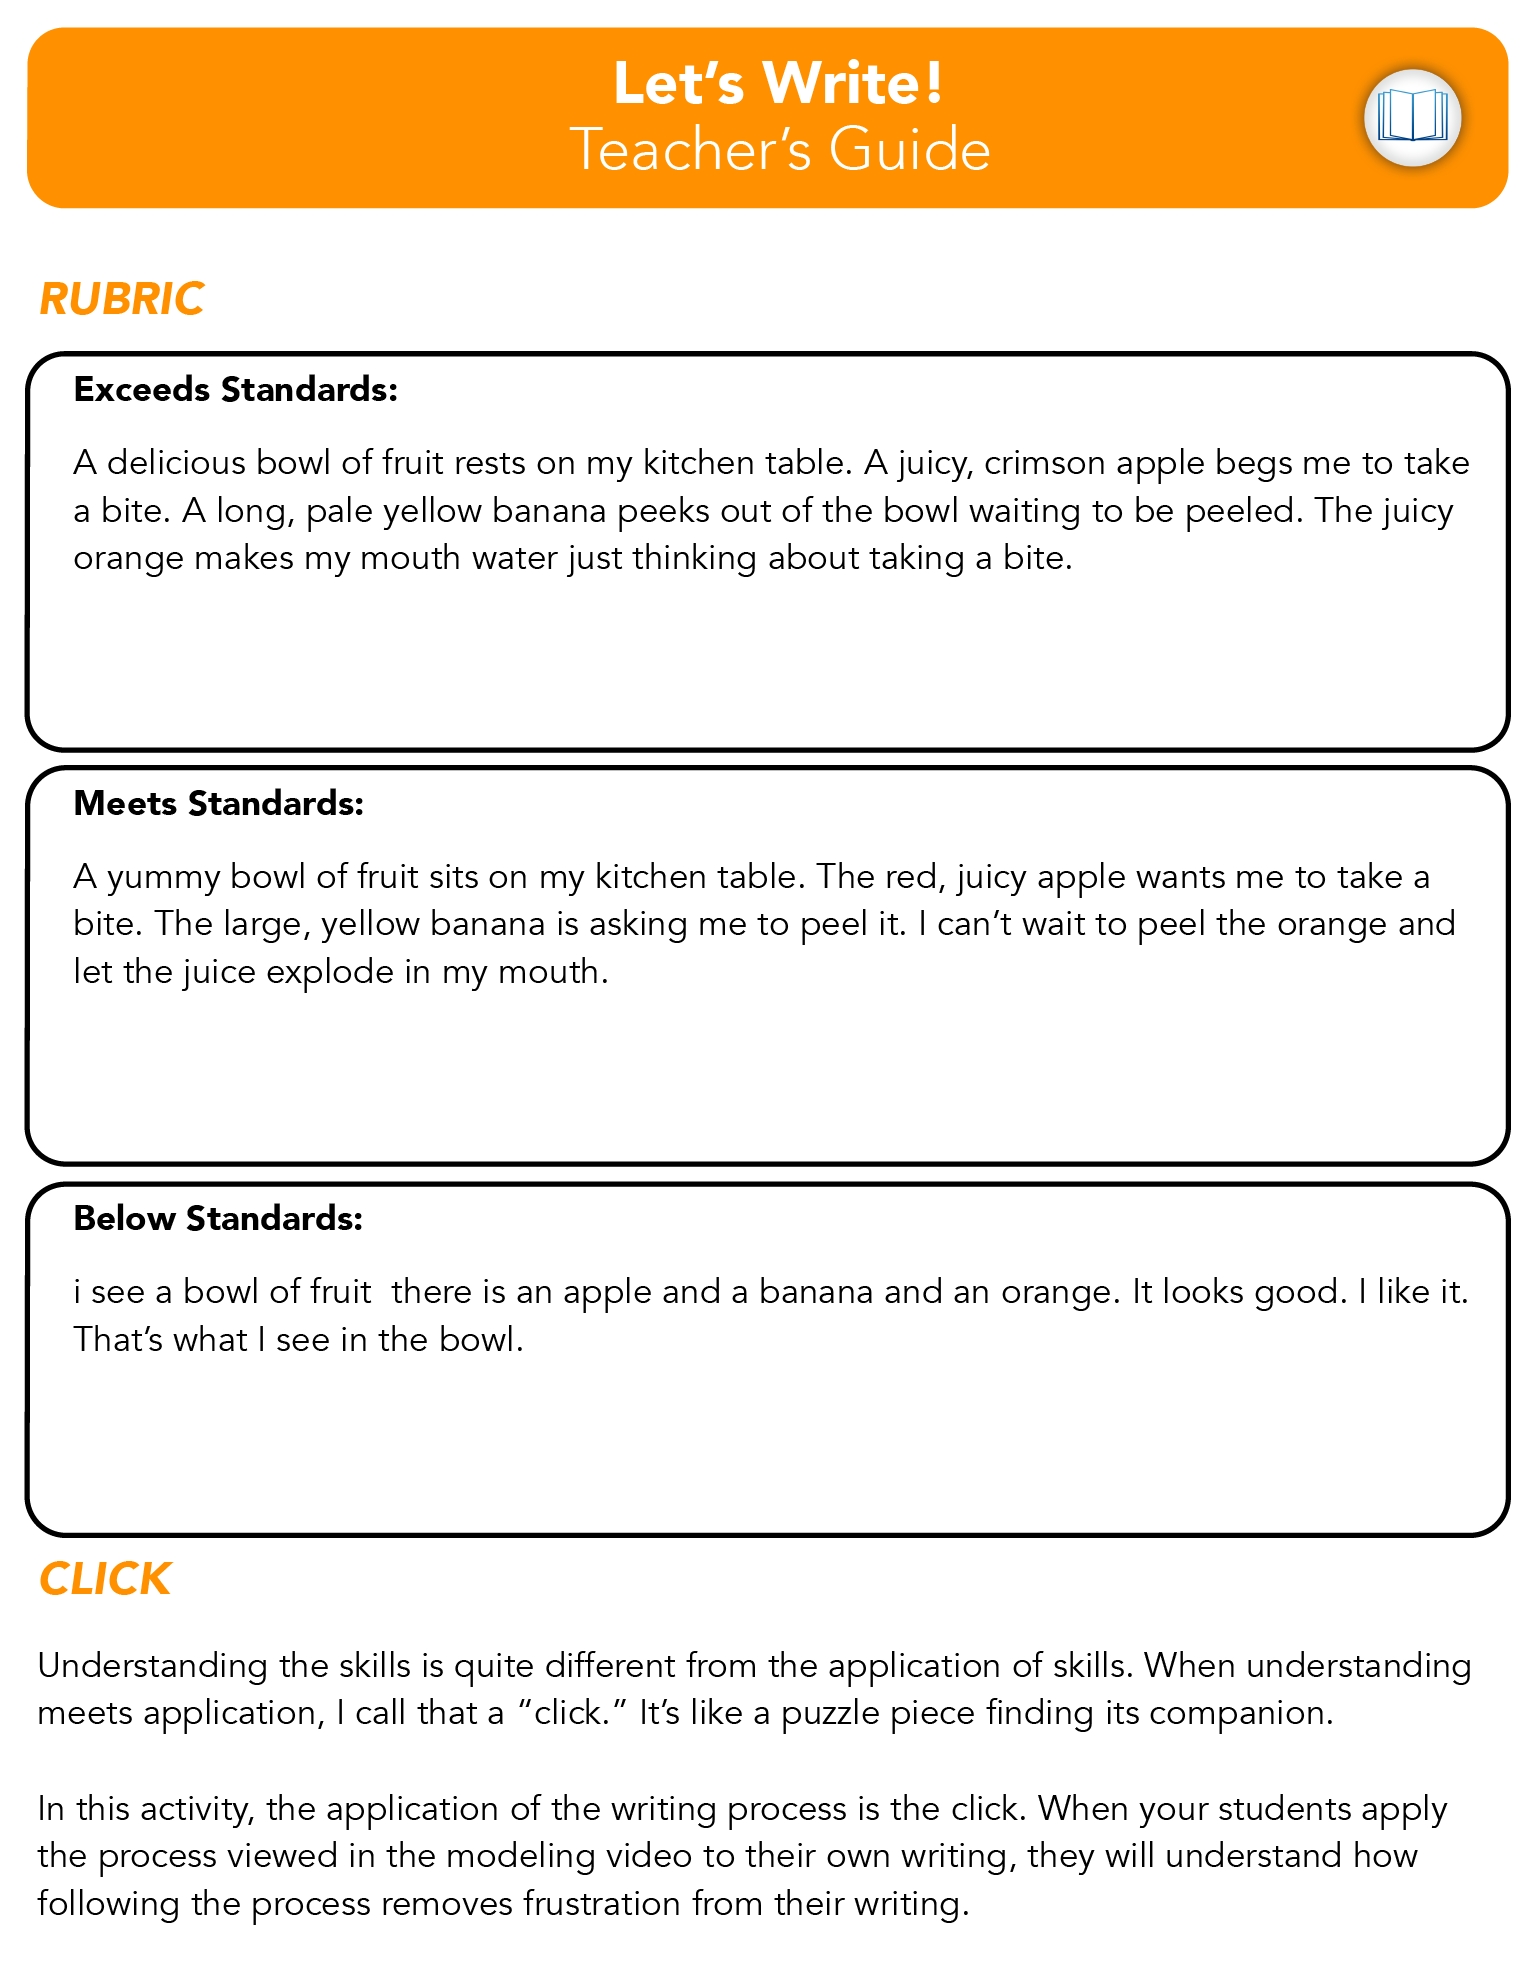 Let’s Write!
Teacher’s Guide
RUBRIC
Exceeds Standards:
A delicious bowl of fruit rests on my kitchen table. A juicy, crimson apple begs me to take
a bite. A long, pale yellow banana peeks out of the bowl waiting to be peeled. The juicy
orange makes my mouth water just thinking about taking a bite.
Meets Standards:
A yummy bowl of fruit sits on my kitchen table. The red, juicy apple wants me to take a
bite. The large, yellow banana is asking me to peel it. I can’t wait to peel the orange and
let the juice explode in my mouth.
Below Standards:
i see a bowl of fruit  there is an apple and a banana and an orange. It looks good. I like it.
That’s what I see in the bowl.
CLICK
Understanding the skills is quite different from the application of skills. When understanding
meets application, I call that a “click.” It’s like a puzzle piece finding its companion.
In this activity, the application of the writing process is the click. When your students apply
the process viewed in the modeling video to their own writing, they will understand how
following the process removes frustration from their writing.